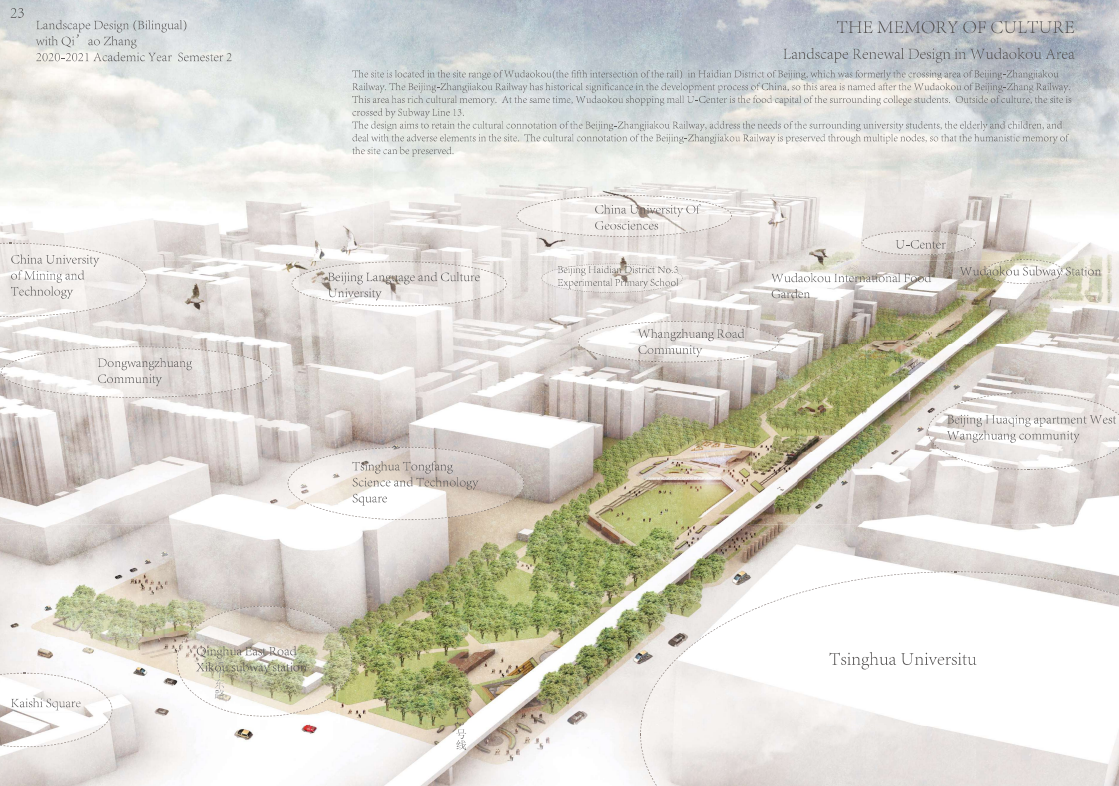 23
Landscape Design (Bilingual)
with Qi’ao Zhang
2020-2021 Academic Year Semester 2
THE MEMORY OF CULTURE
Landscape Renewal Design in Wudaokou Area
The site is located in the site range of Wudaokou(the fifth intersection of the rail) in Haidian District of Beijing, which was formerly the crossing area of Beijing-Zhangjiakou
Railway. The Beijing-Zhangjiakou Railway has historical significance in the development process of China, so this area is named after the Wudaokou of Beijing-Zhang Railway.
This area has rich cultural memory. At the same time, Wudaokou shopping mall U-Center is the food capital of the surrounding college students. Outside of culture, the site is
crossed by Subway Line 13.
The design aims to retain the cultural connotation of the Beijing-Zhangjiakou Railway, address the needs of the surrounding university students, the elderly and children, and
deal with the adverse elements in the site. The cultural connotation of the Beijing-Zhangjiakou Railway is preserved through multiple nodes, so that the humanistic memory of
the site can be preserved.
China University Of
Geosciences
U-Center
China University
of Mining and
Technology
Beijing Language and Culture
University
Beijing Haidian District No.3
Experimental Primary School
Wudaokou International Food
Garden
Wudaokou Subway Station
Whangzhuang Road
Community
Dongwangzhuang
Community
Beijing Huaqing apartment West
Wangzhuang community
Tsinghua Tongfang
Science and Technology
Square
Qinghua East Road
Xikou subway station
Tsinghua Universitu
Kaishi Square
号线